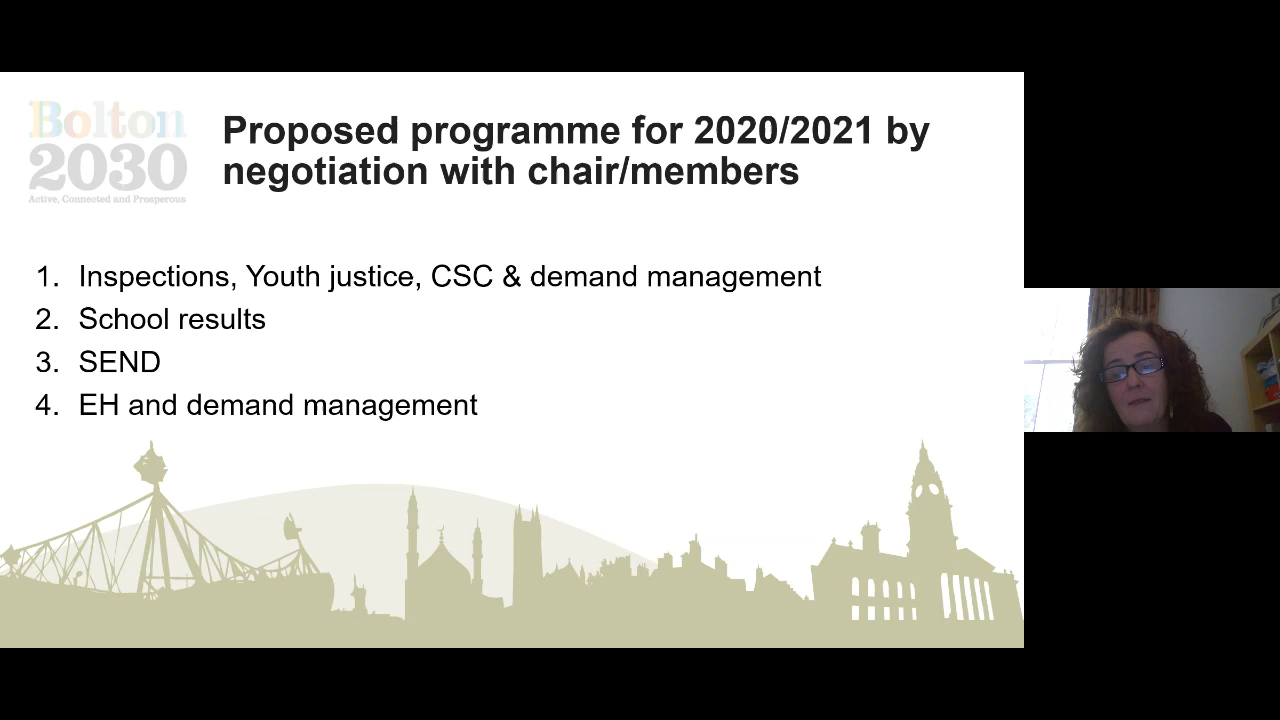 Bolton
2030
Active, Connected and Prosperous
Proposed programme for 2020/2021 by
negotiation with chair/members
1. Inspections, Youth justice, CSC & demand management
2. School results
3. SEND
4. EH and demand management